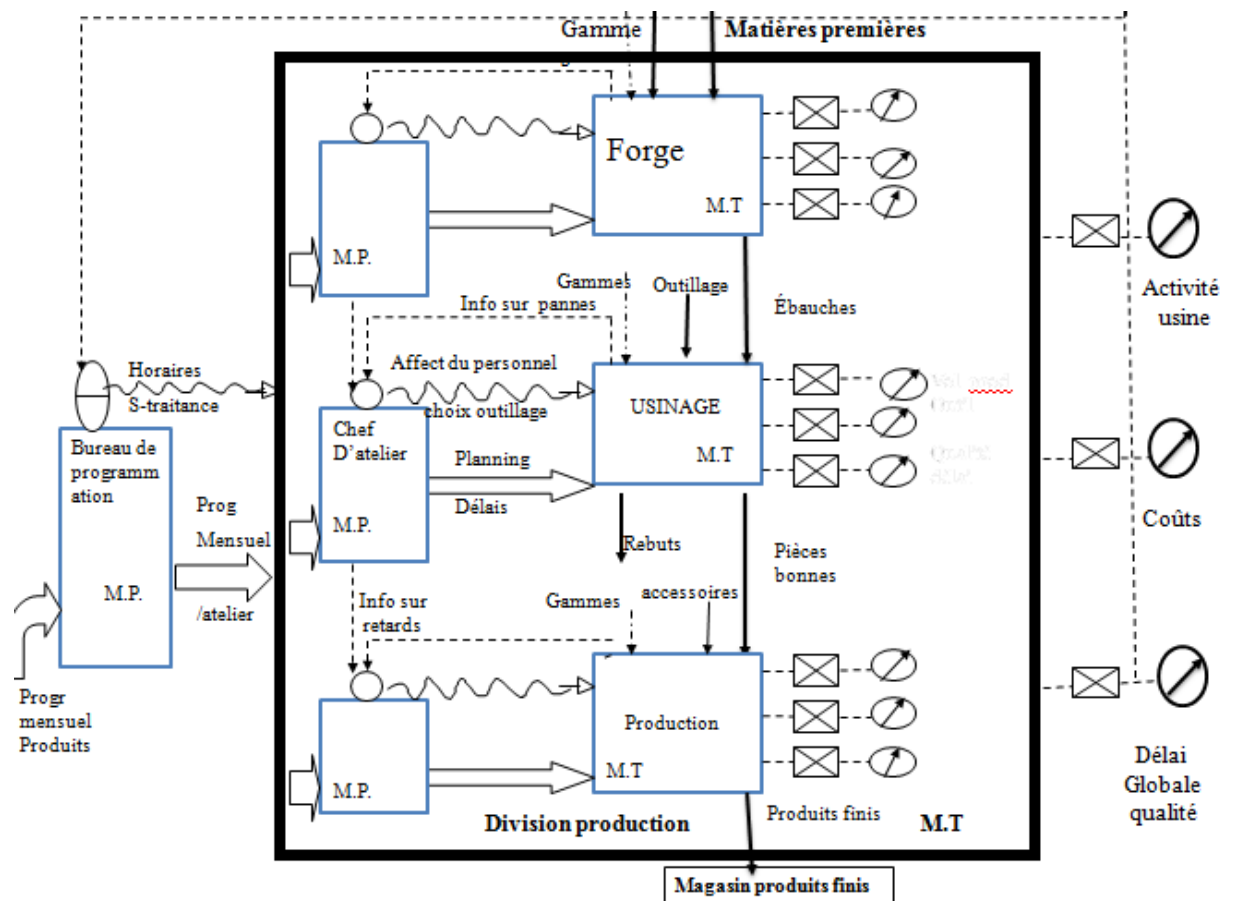 Gamme
Matières premières
Forge
M.T
M.P.
Gammes
Outillage
Info sur pannes
Ébauches
Activité
usine
Horaires
S-traitance
Affect du personnel
choix outillage
USINAGE
M.T
Chef
D'atelier
Planning
Délais
M.P.
Bureau de
programm
ation
M.P.
Prog
Mensuel
/atelier
Coûts
Rebuts
Pièces
bonnes
Info sur
retards
Gammes
accessoires
Progr
mensuel
Produits
Production
M.T
M.P.
Délai
Globale
qualité
Produits finis
Division production
M.T
Magasin produits finis